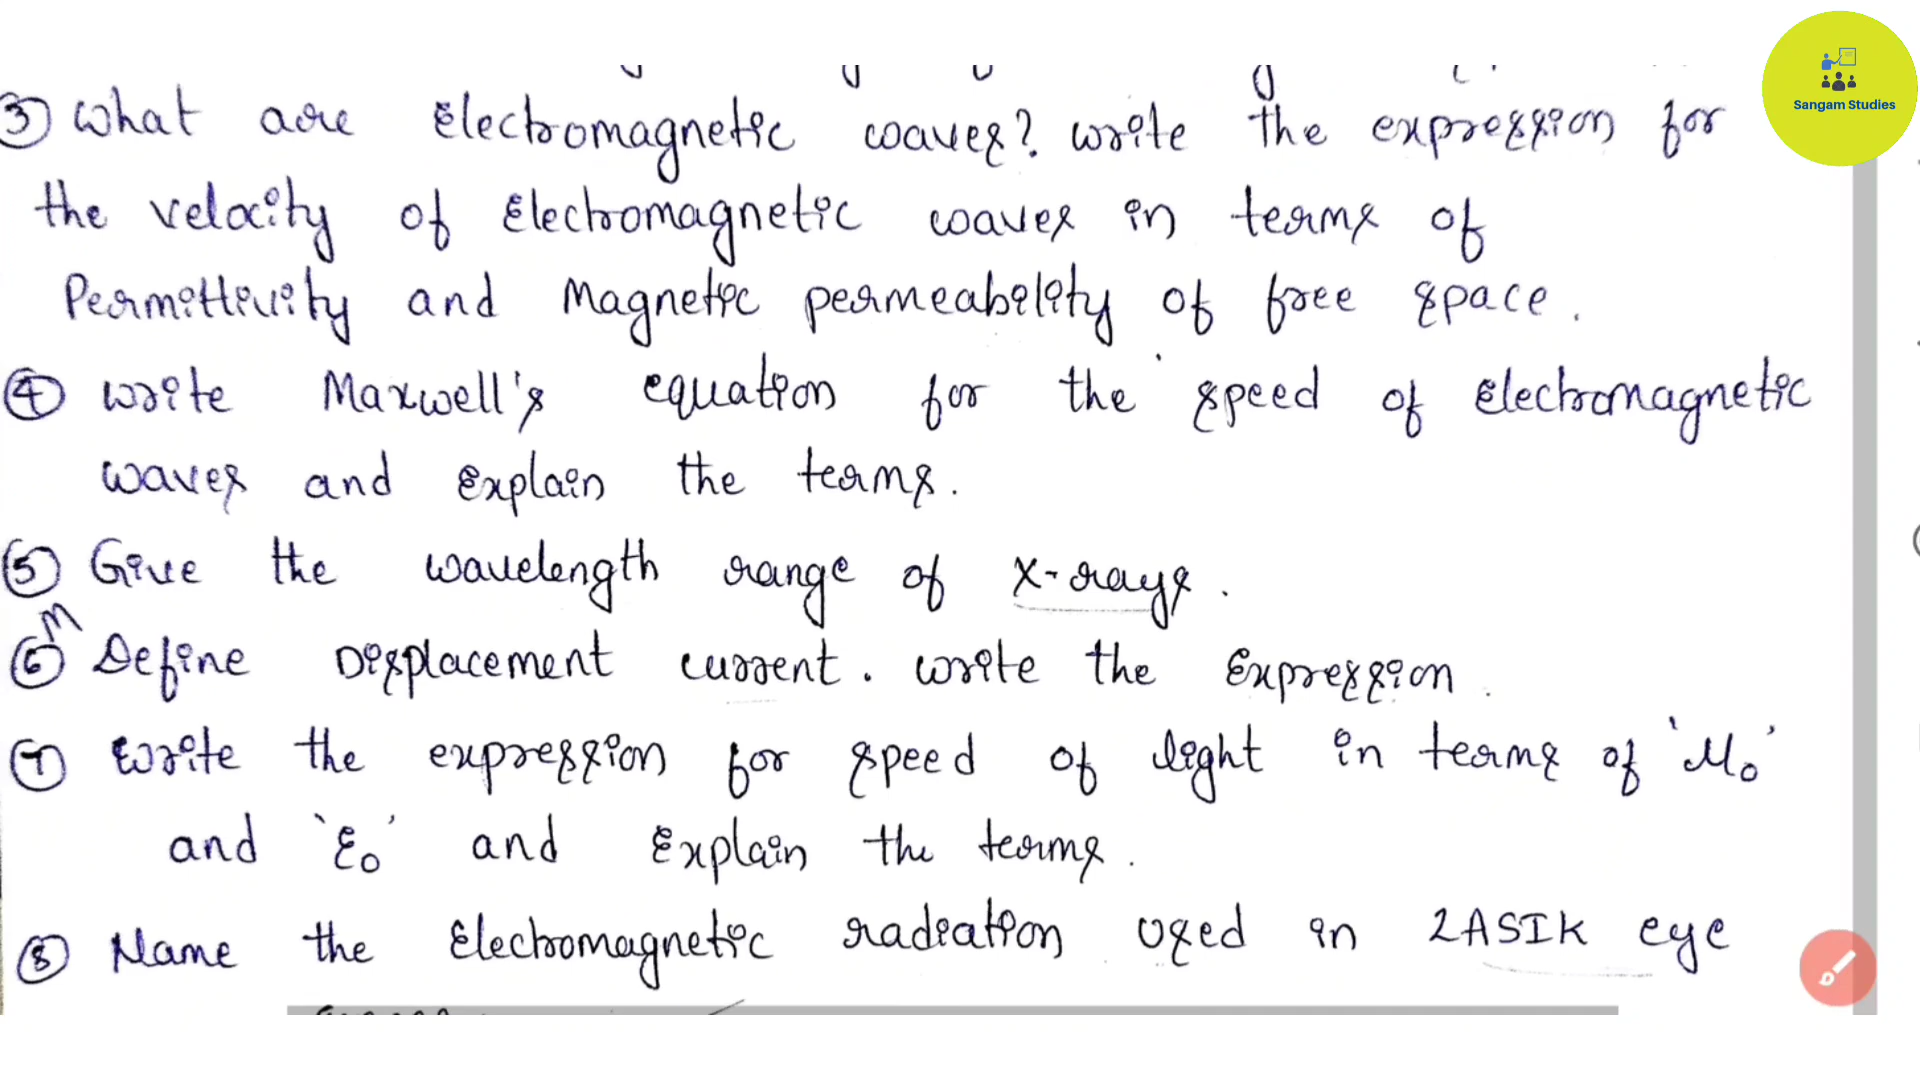 Sangam Studies
③ What are Electromagnetic waves? Write the expression for
the velocity of Electromagnetic waves in terms of
Permittivity and Magnetic permeability of free space.
④ Write Maxwell's equation for the speed of Electromagnetic
waves and Explain the terms.
⑤ Give the wavelength range of X-rays.
M
⑥ Define Displacement current. Write the Expression.
⑦ Write the expression for speed of light in terms of 'μ₀'
and 'ε₀' and Explain the terms.
⑧ Name the Electromagnetic radiation used in LASIK eye